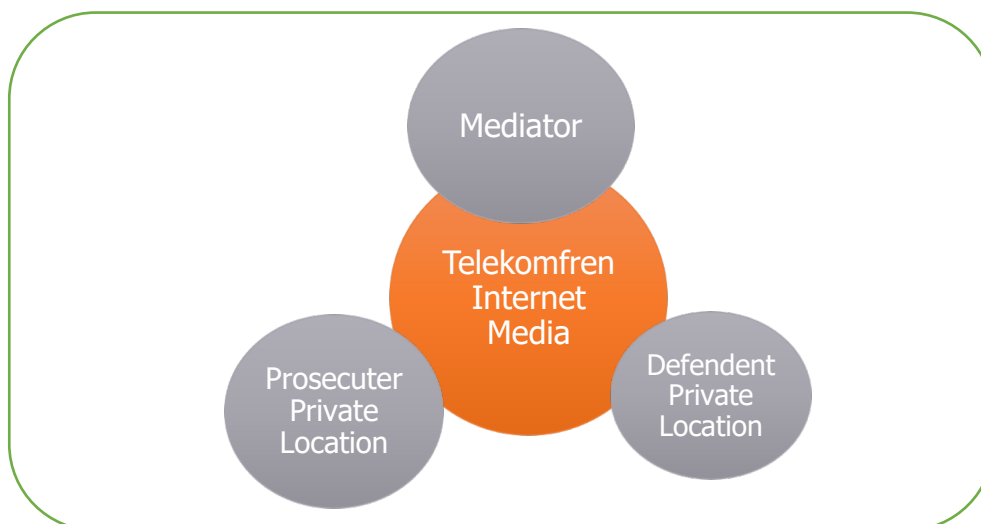 Mediator
Telekomfren
Internet
Media
Prosecuter
Private
Location
Defendent
Private
Location